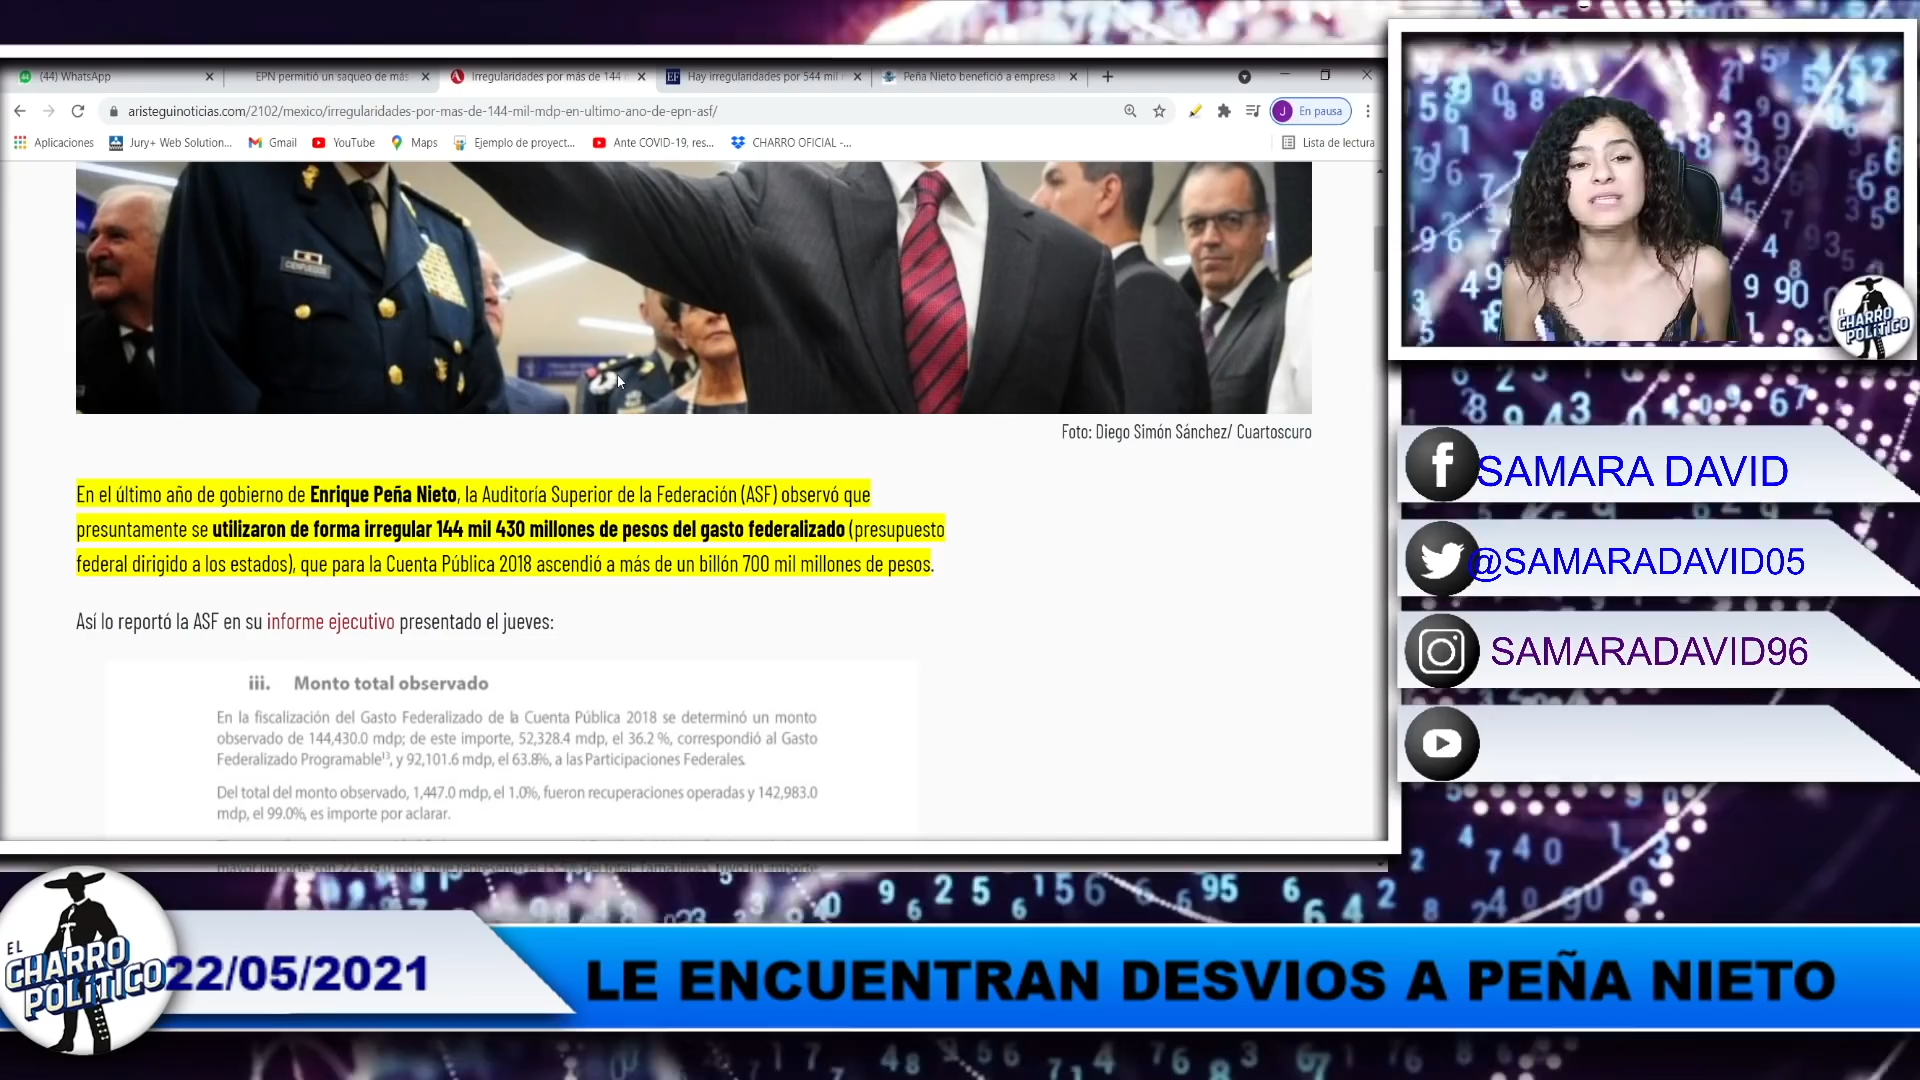 (44) WhatsApp
EPN permitió un saqueo de más
Irregularidades por más de 144
Hay irregularidades por 544 mil
Peña Nieto benefició a empresa
aristeguinoticias.com/2102/mexico/irregularidades-por-mas-de-144-mil-mdp-en-ultimo-ano-de-epn-asf/
J En pausa
Aplicaciones
Jury+ Web Solution...
Gmail
YouTube
Maps
Ejemplo de proyect...
Ante COVID-19, res...
CHARRO OFICIAL -...
Lista de lectura
CIENFUEGOS
Foto: Diego Simón Sánchez/ Cuartoscuro
En el último año de gobierno de Enrique Peña Nieto, la Auditoría Superior de la Federación (ASF) observó que
presuntamente se utilizaron de forma irregular 144 mil 430 millones de pesos del gasto federalizado (presupuesto
federal dirigido a los estados), que para la Cuenta Pública 2018 ascendió a más de un billón 700 mil millones de pesos.
Así lo reportó la ASF en su informe ejecutivo presentado el jueves:
iii. Monto total observado
En la fiscalización del Gasto Federalizado de la Cuenta Pública 2018 se determinó un monto
observado de 144,430.0 mdp; de este importe, 52,328.4 mdp, el 36.2 %, correspondió al Gasto
Federalizado Programable¹³, y 92,101.6 mdp, el 63.8%, a las Participaciones Federales.
Del total del monto observado, 1,447.0 mdp, el 1.0%, fueron recuperaciones operadas y 142,983.0
mdp, el 99.0%, es importe por aclarar.
EL
CHARRO
POLÍTICO
SAMARA DAVID
@SAMARADAVID05
SAMARADAVID96
EL
CHARRO
POLÍTICO
22/05/2021
LE ENCUENTRAN DESVIOS A PEÑA NIETO